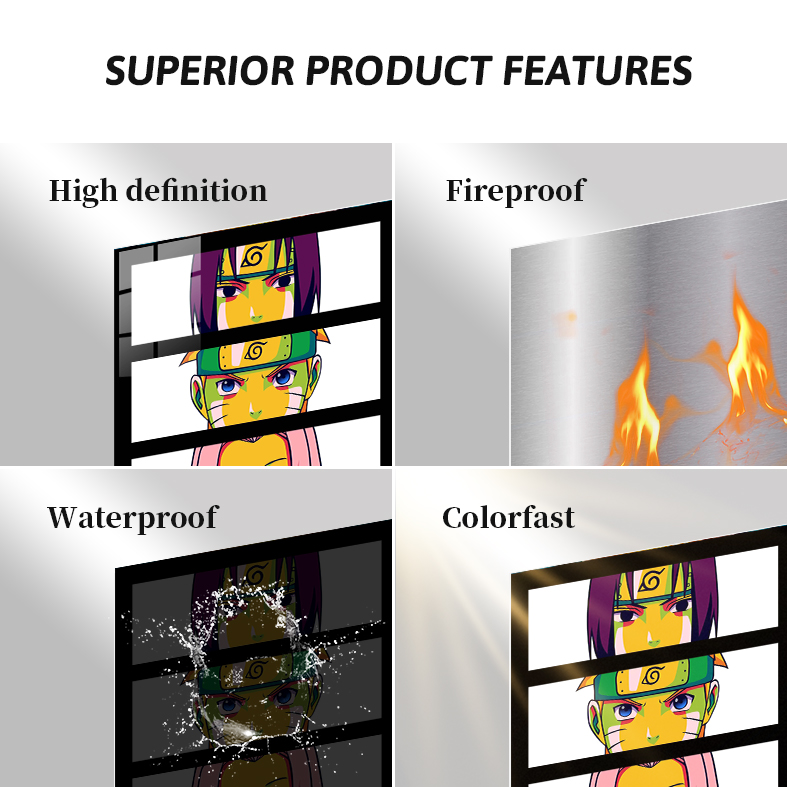 SUPERIOR PRODUCT FEATURES
High definition
Fireproof
Waterproof
Colorfast